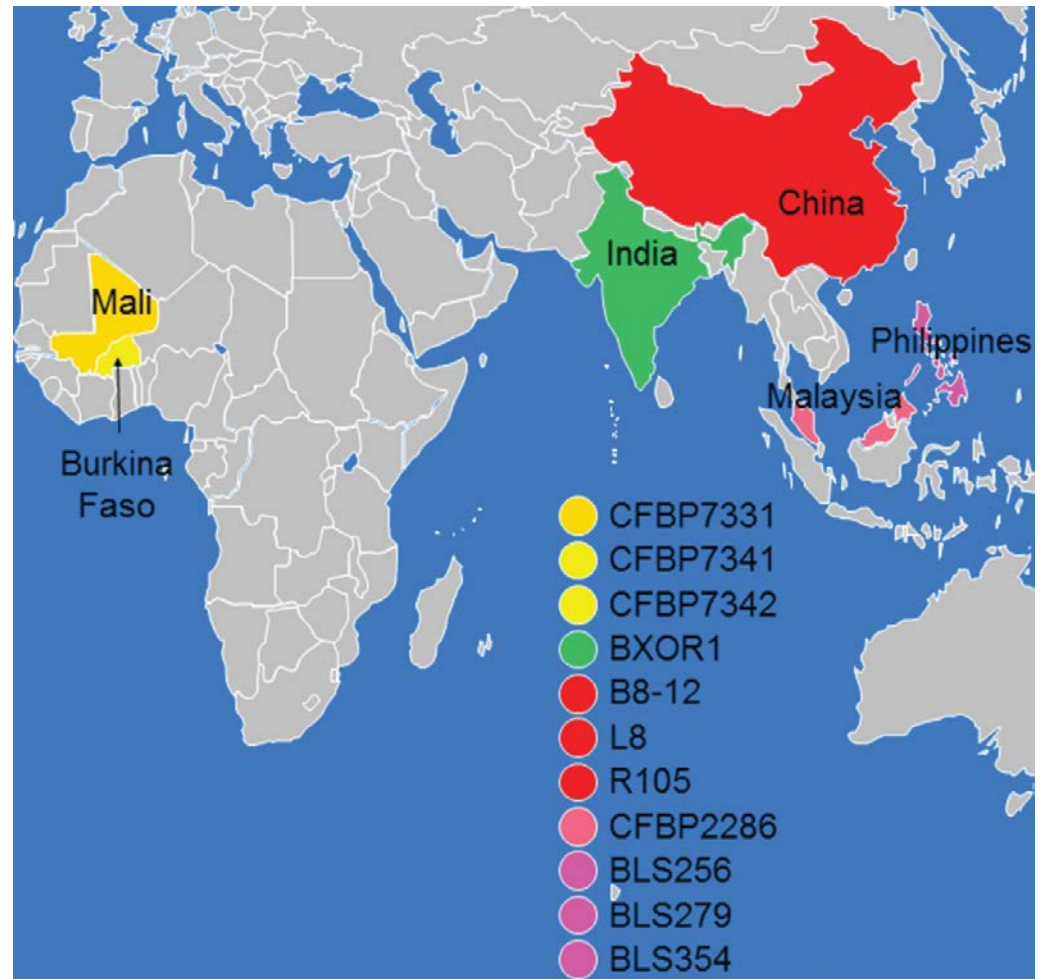 China
India
Mali
Philippines
Malaysia
Burkina
Faso
CFBP7331
CFBP7341
CFBP7342
BXOR1
B8-12
L8
R105
CFBP2286
BLS256
BLS279
BLS354